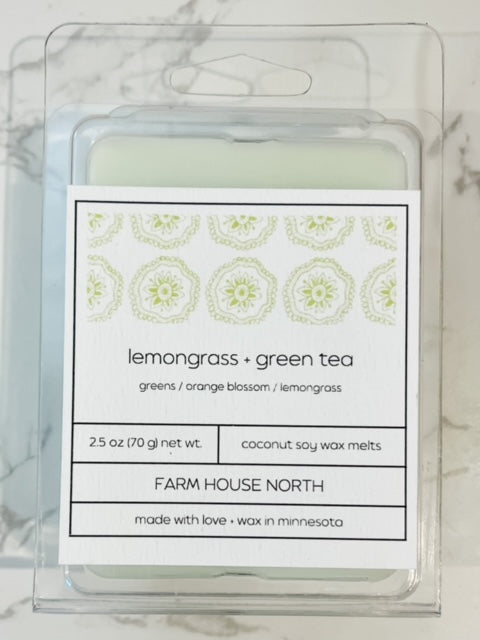 lemongrass + green tea
greens / orange blossom / lemongrass
2.5 oz (70 g) net wt.
coconut soy wax melts
FARM HOUSE NORTH
made with love + wax in minnesota